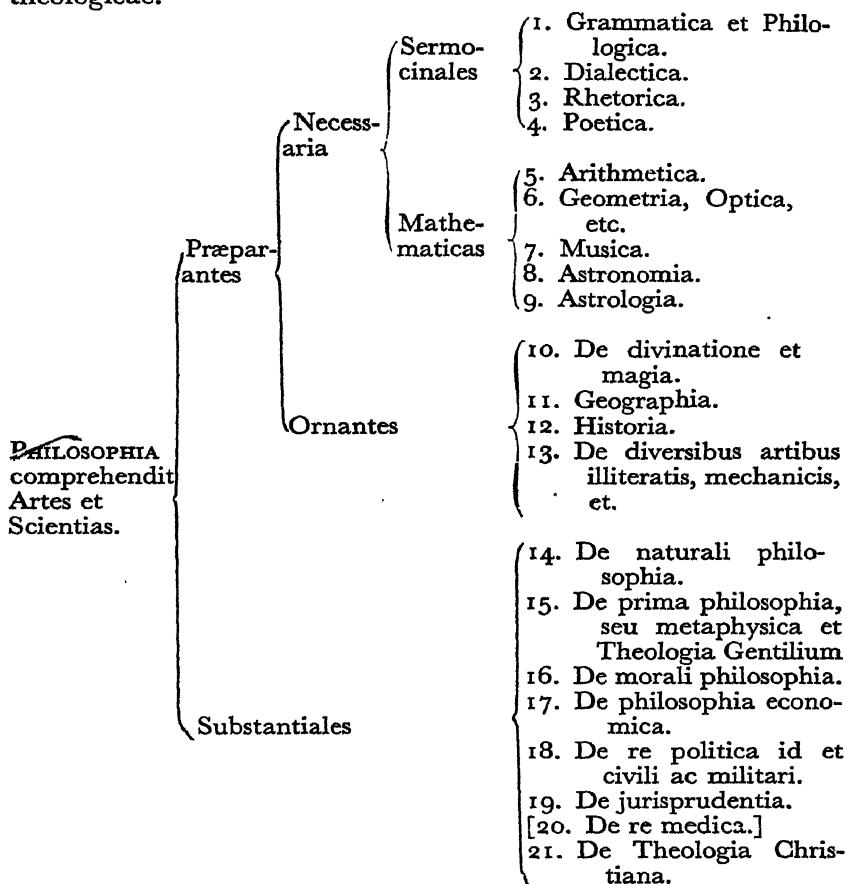 theologicae.
Sermo-
cinales
1. Grammatica et Philo-
logica.
2. Dialectica.
3. Rhetorica.
4. Poetica.
Necess-
aria
Mathe-
maticas
5. Arithmetica.
6. Geometria, Optica,
etc.
7. Musica.
8. Astronomia.
9. Astrologia.
Præpar-
antes
Ornantes
10. De divinatione et
magia.
11. Geographia.
12. Historia.
13. De diversibus artibus
illiteratis, mechanicis,
et.
PHILOSOPHIA
comprehendit
Artes et
Scientias.
Substantiales
14. De naturali philo-
sophia.
15. De prima philosophia,
seu metaphysica et
Theologia Gentilium
16. De morali philosophia.
17. De philosophia econo-
mica.
18. De re politica id et
civili ac militari.
19. De jurisprudentia.
[20. De re medica.]
21. De Theologia Chris-
tiana.